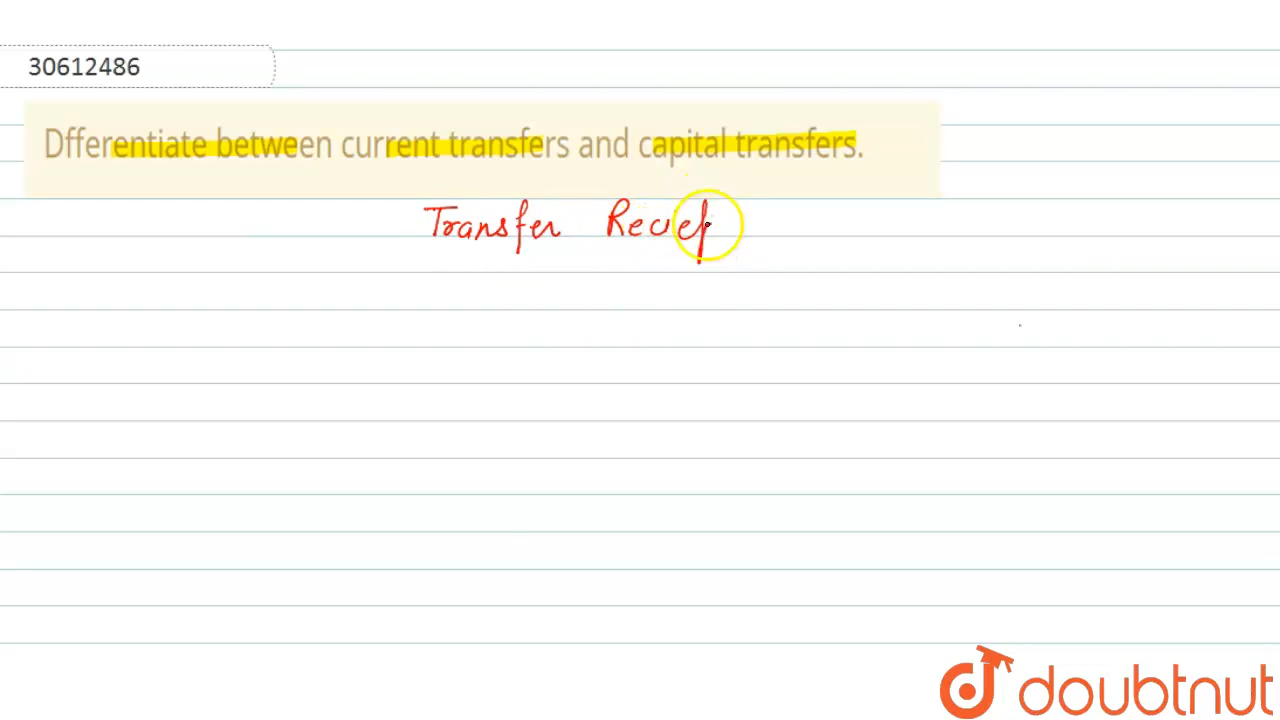 30612486
Dfferentiate between current transfers and capital transfers.
Transfer
doubtnut